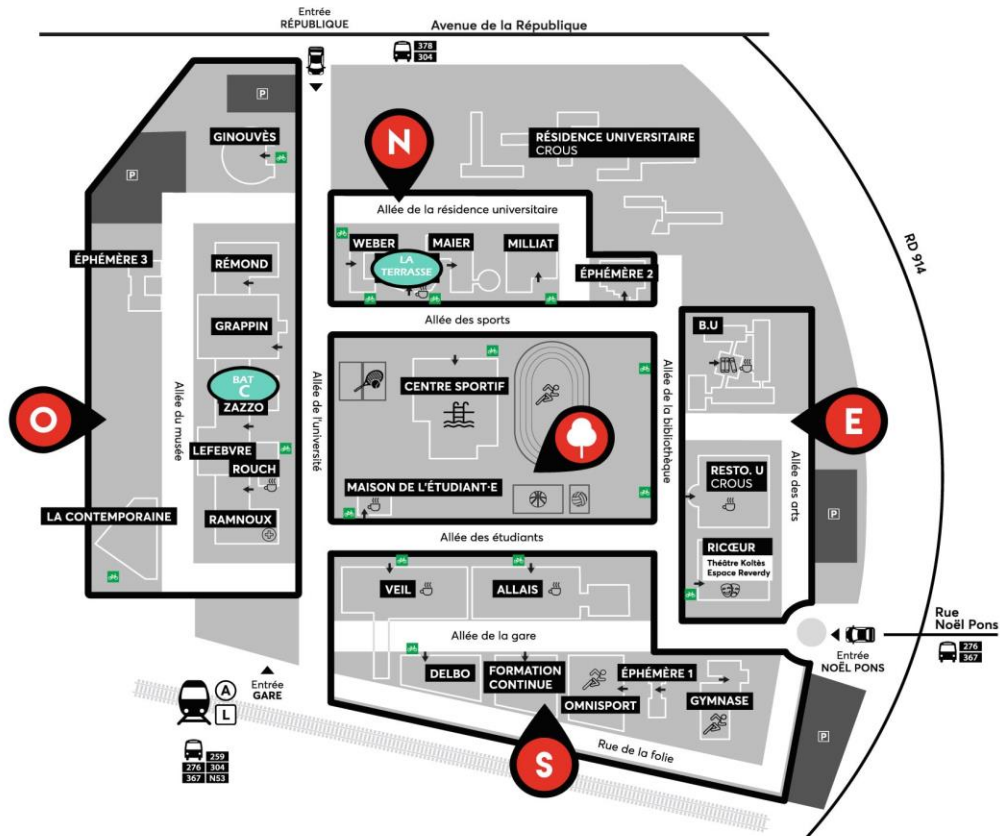 Entrée
RÉPUBLIQUE
Avenue de la République
378
304
P
GINOUVÈS
P
N
RÉSIDENCE UNIVERSITAIRE
CROUS
RD 914
Allée de la résidence universitaire
WEBER
MAIER
MILLIAT
LA
TERRASSE
ÉPHÉMÈRE 2
ÉPHÉMÈRE 3
RÉMOND
GRAPPIN
Allée des sports
B.U
BAT
C
ZAZZO
CENTRE SPORTIF
O
E
Allée du musée
Allée de l'université
Allée de la bibliothèque
Allée des arts
LEFEBVRE
ROUCH
MAISON DE L'ÉTUDIANT·E
RESTO. U
CROUS
LA CONTEMPORAINE
RAMNOUX
P
Allée des étudiants
RICŒUR
Théâtre Koltès
Espace Reverdy
VEIL
ALLAIS
Rue
Noël Pons
276
367
Entrée
NOËL PONS
Allée de la gare
DELBO
FORMATION
CONTINUE
ÉPHÉMÈRE 1
OMNISPORT
GYMNASE
Entrée
GARE
A
L
259
276 304
367 N53
Rue de la folie
S
P